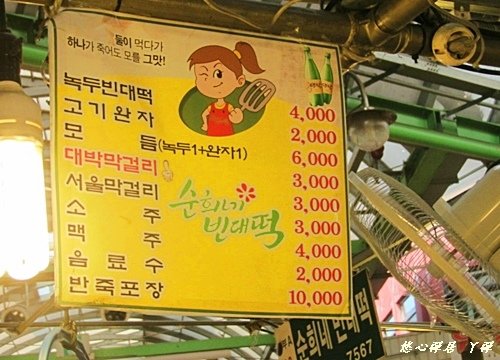 둘이 먹다가
하나가 죽어도 모를 그맛!
녹두빈대떡 4,000
고기완자 2,000
모 듬(녹두1+완자1) 6,000
대박막걸리 3,000
서울막걸리 3,000
소 주 3,000
맥 주 4,000
음 료 수 2,000
반죽포장 10,000
순희네
빈대떡
순희네 빈대떡
7567
悠心禪居 丫琛